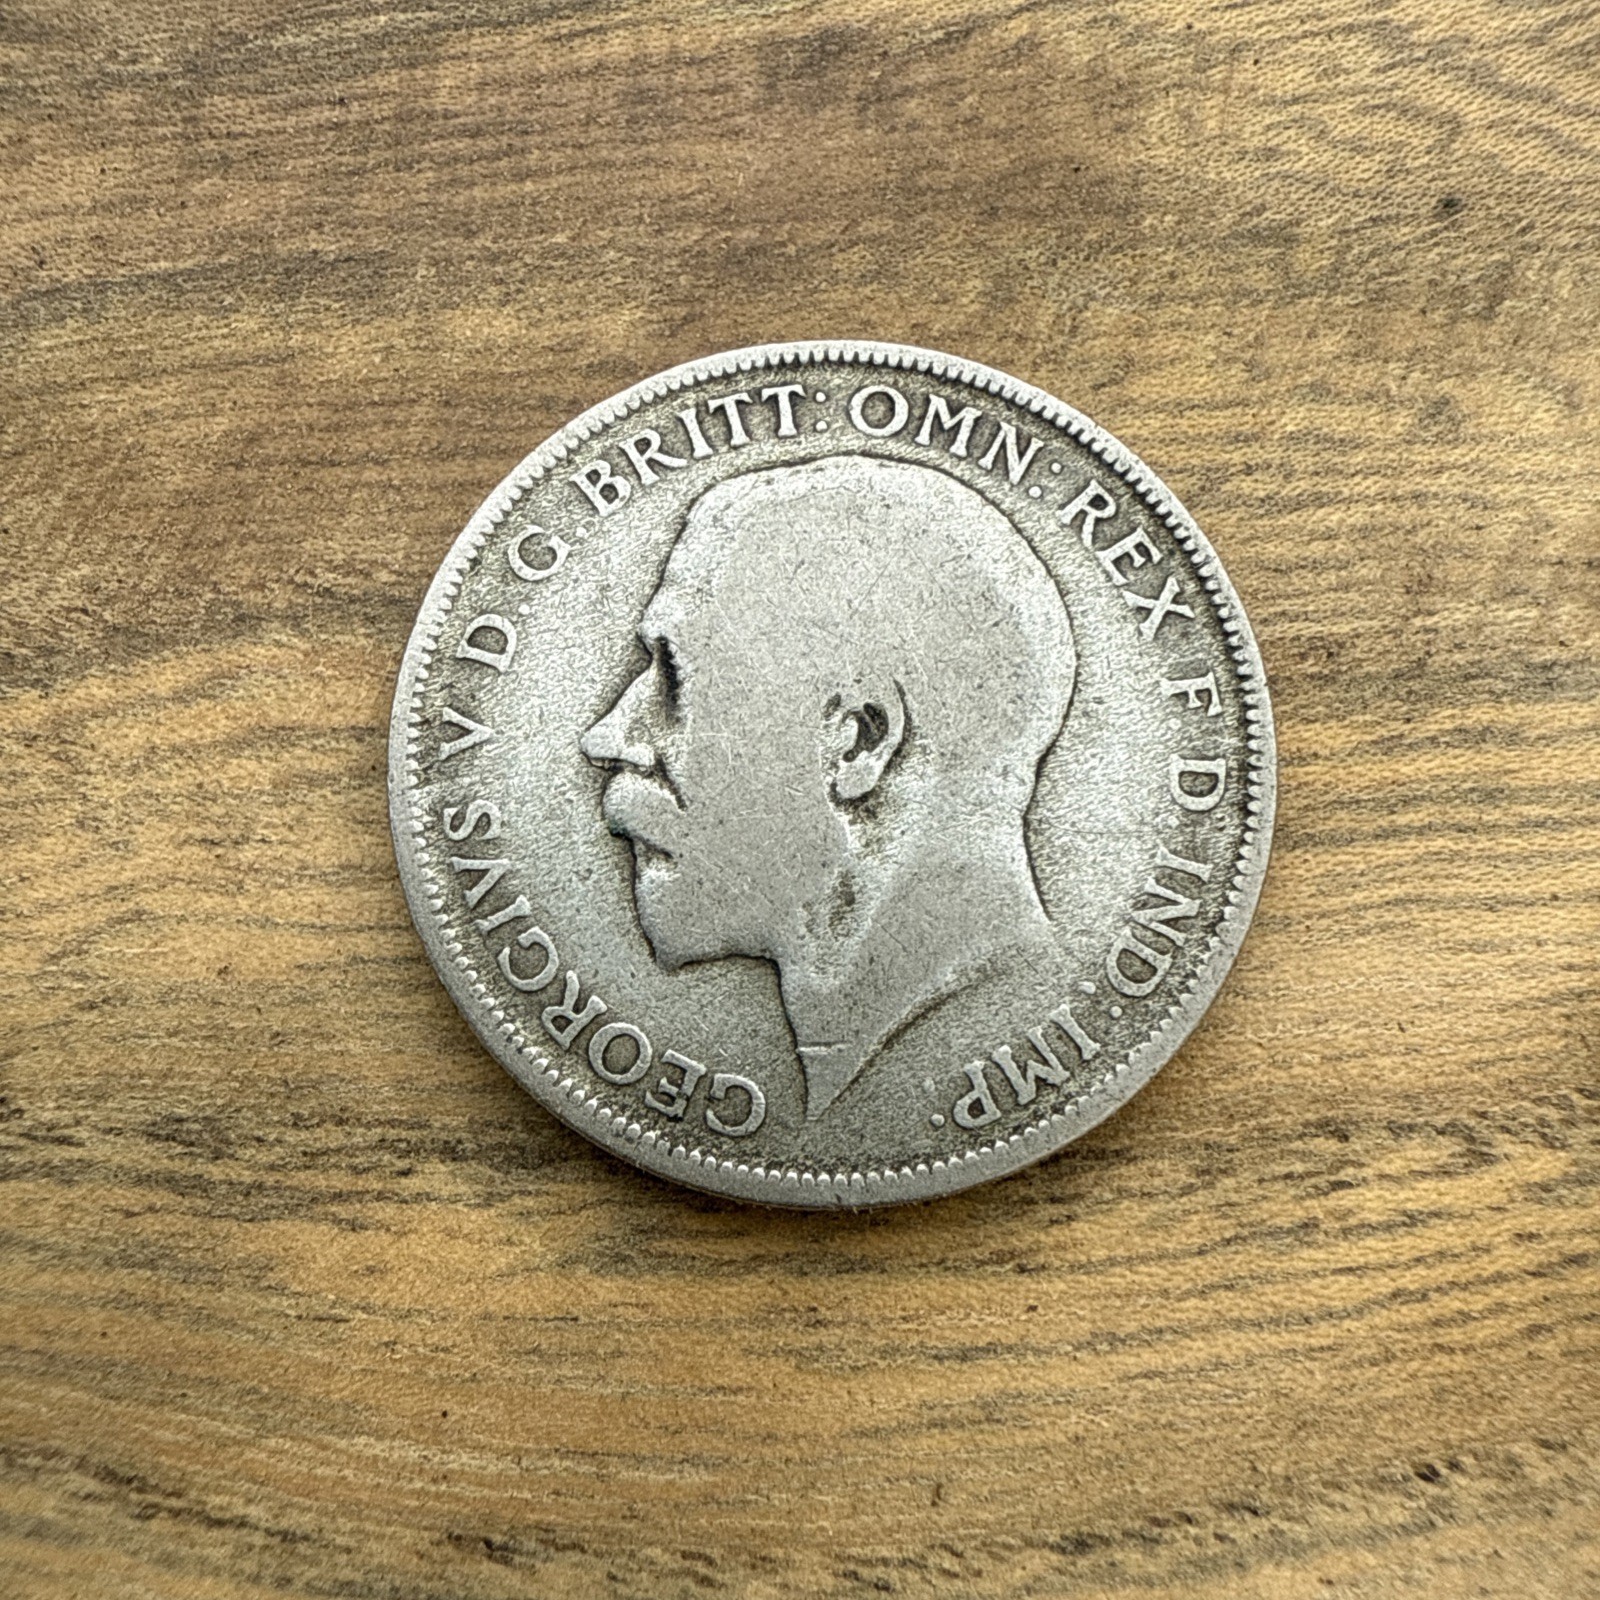 GEORGIVS V D.G.BRITT:OMN:REX F.D.IND:IMP: